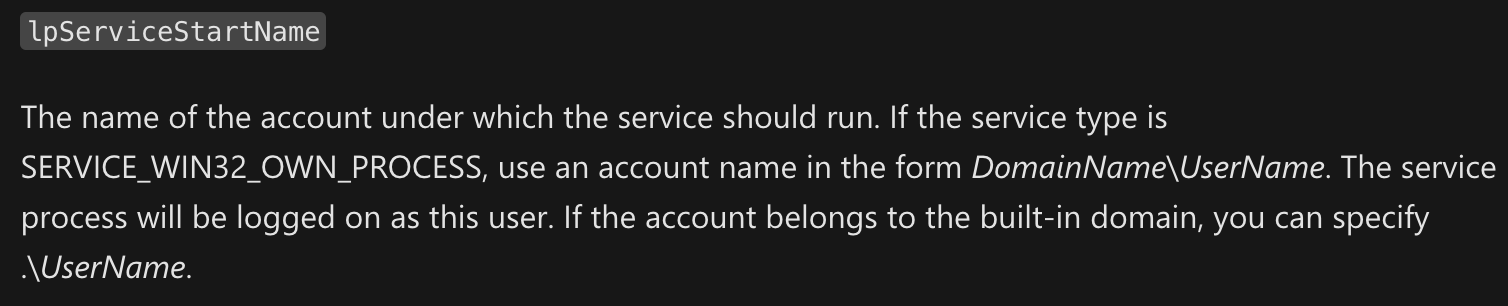 lpServiceStartName
The name of the account under which the service should run. If the service type is
SERVICE_WIN32_OWN_PROCESS, use an account name in the form DomainName\UserName. The service
process will be logged on as this user. If the account belongs to the built-in domain, you can specify
.\UserName.